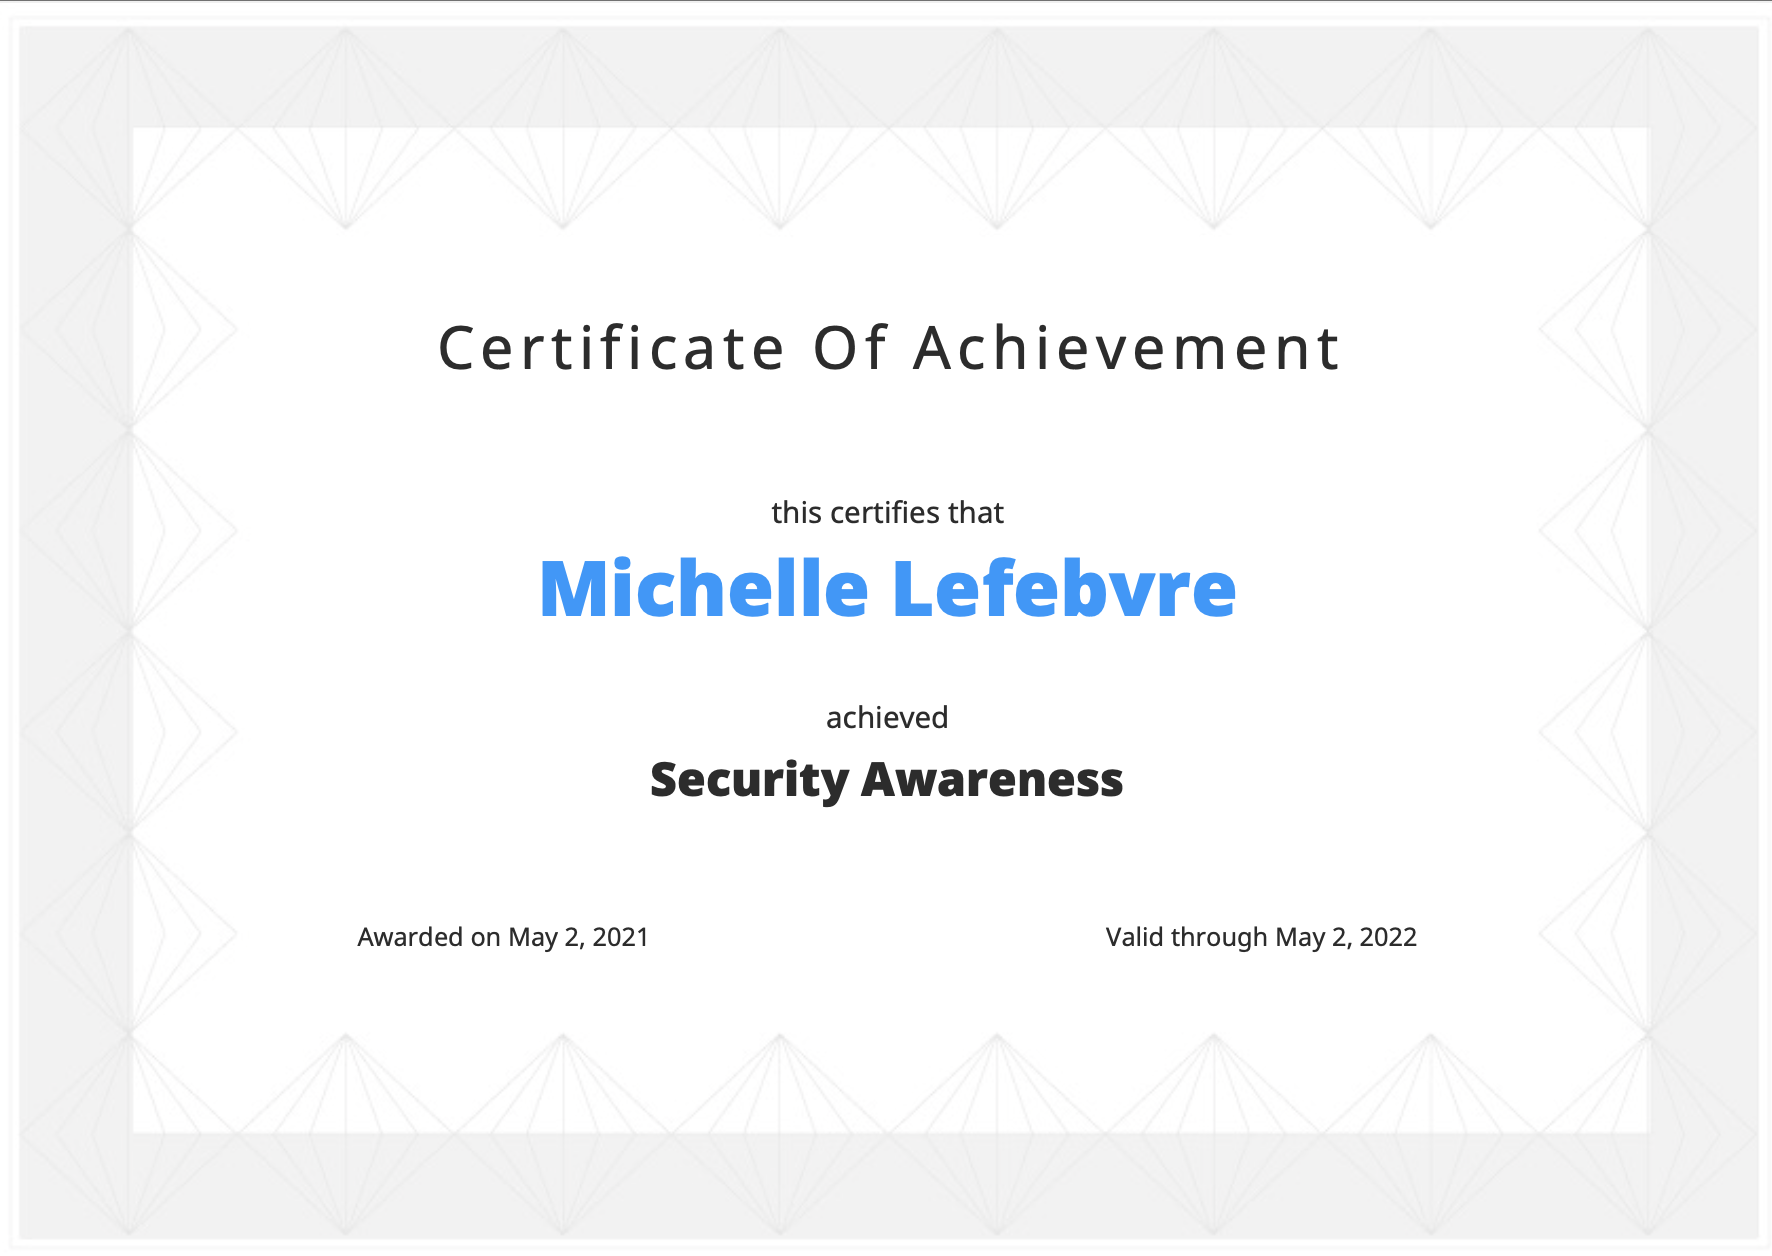 Certificate Of Achievement
this certifies that
Michelle Lefebvre
achieved
Security Awareness
Awarded on May 2, 2021
Valid through May 2, 2022